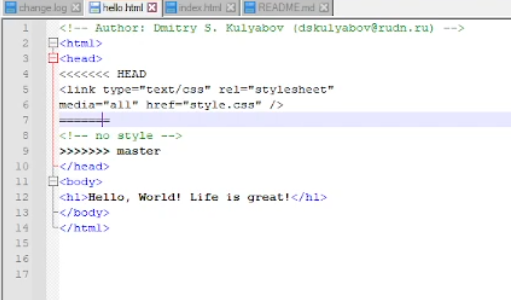 change.log hello.html index.html README.md
1 <!-- Author: Dmitry S. Kulyabov (dskulyabov@rudn.ru) -->
2 <html>
3 <head>
4 <<<<<<< HEAD
5 <link type="text/css" rel="stylesheet"
6 media="all" href="style.css" />
7 =======
8 <!-- no style -->
9 >>>>>>> master
10 </head>
11 <body>
12 <h1>Hello, World! Life is great!</h1>
13 </body>
14 </html>
15
16
17